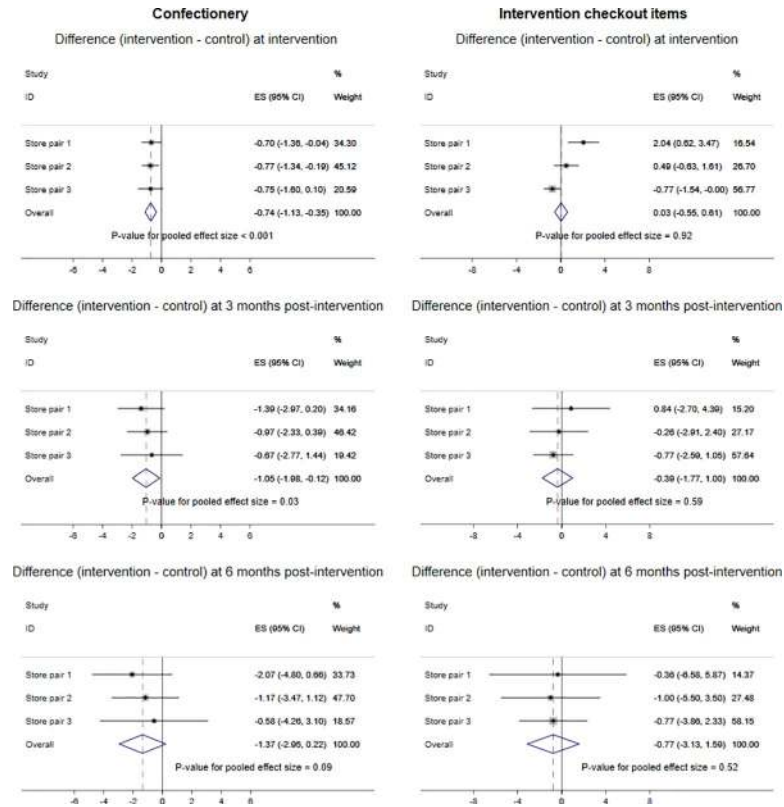 Confectionery
Difference (intervention - control) at intervention
Study %
ID ES (95% CI) Weight
Store pair 1 -0.70 (-1.36, -0.04) 34.30
Store pair 2 -0.77 (-1.34, -0.19) 45.12
Store pair 3 -0.75 (-1.60, 0.10) 20.59
Overall -0.74 (-1.13, -0.35) 100.00
P-value for pooled effect size < 0.001
-6 -4 -2 0 2 4 6
Difference (intervention - control) at 3 months post-intervention
Study %
ID ES (95% CI) Weight
Store pair 1 -1.39 (-2.97, 0.20) 34.16
Store pair 2 -0.97 (-2.33, 0.39) 46.42
Store pair 3 -0.67 (-2.77, 1.44) 19.42
Overall -1.05 (-1.98, -0.12) 100.00
P-value for pooled effect size = 0.03
-6 -4 -2 0 2 4 6
Difference (intervention - control) at 6 months post-intervention
Study %
ID ES (95% CI) Weight
Store pair 1 -2.07 (-4.80, 0.66) 33.73
Store pair 2 -1.17 (-3.47, 1.12) 47.70
Store pair 3 -0.58 (-4.26, 3.10) 18.57
Overall -1.37 (-2.95, 0.22) 100.00
P-value for pooled effect size = 0.09
-6 -4 -2 0 2 4 6
Intervention checkout items
Difference (intervention - control) at intervention
Study %
ID ES (95% CI) Weight
Store pair 1 2.04 (0.62, 3.47) 16.54
Store pair 2 0.49 (-0.63, 1.61) 26.70
Store pair 3 -0.77 (-1.54, -0.00) 56.77
Overall 0.03 (-0.55, 0.61) 100.00
P-value for pooled effect size = 0.92
-8 -4 0 4 8
Difference (intervention - control) at 3 months post-intervention
Study %
ID ES (95% CI) Weight
Store pair 1 0.84 (-2.70, 4.39) 15.20
Store pair 2 -0.26 (-2.91, 2.40) 27.17
Store pair 3 -0.77 (-2.59, 1.05) 57.64
Overall -0.39 (-1.77, 1.00) 100.00
P-value for pooled effect size = 0.59
-8 -4 0 4 8
Difference (intervention - control) at 6 months post-intervention
Study %
ID ES (95% CI) Weight
Store pair 1 -0.36 (-6.58, 5.87) 14.37
Store pair 2 -1.00 (-5.50, 3.50) 27.48
Store pair 3 -0.77 (-3.86, 2.33) 58.15
Overall -0.77 (-3.13, 1.59) 100.00
P-value for pooled effect size = 0.52
-8 -4 0 4 8